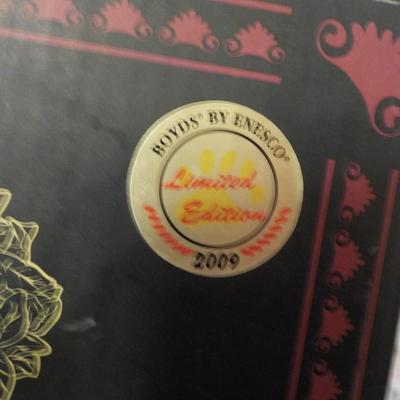 BOYDS® BY ENESCO®
Limited
Edition
2009